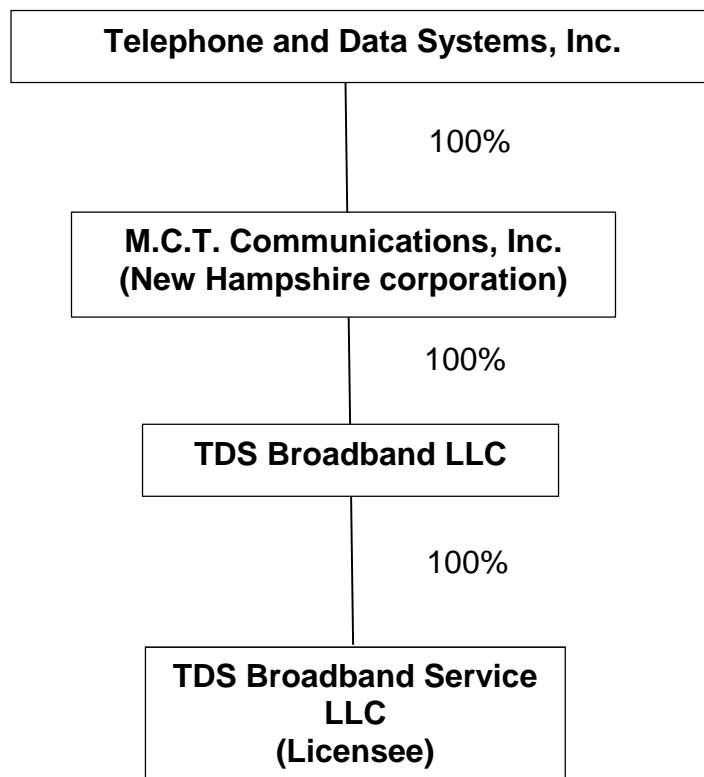 Telephone and Data Systems, Inc.
100%
M.C.T. Communications, Inc.
(New Hampshire corporation)
100%
TDS Broadband LLC
100%
TDS Broadband Service
LLC
(Licensee)